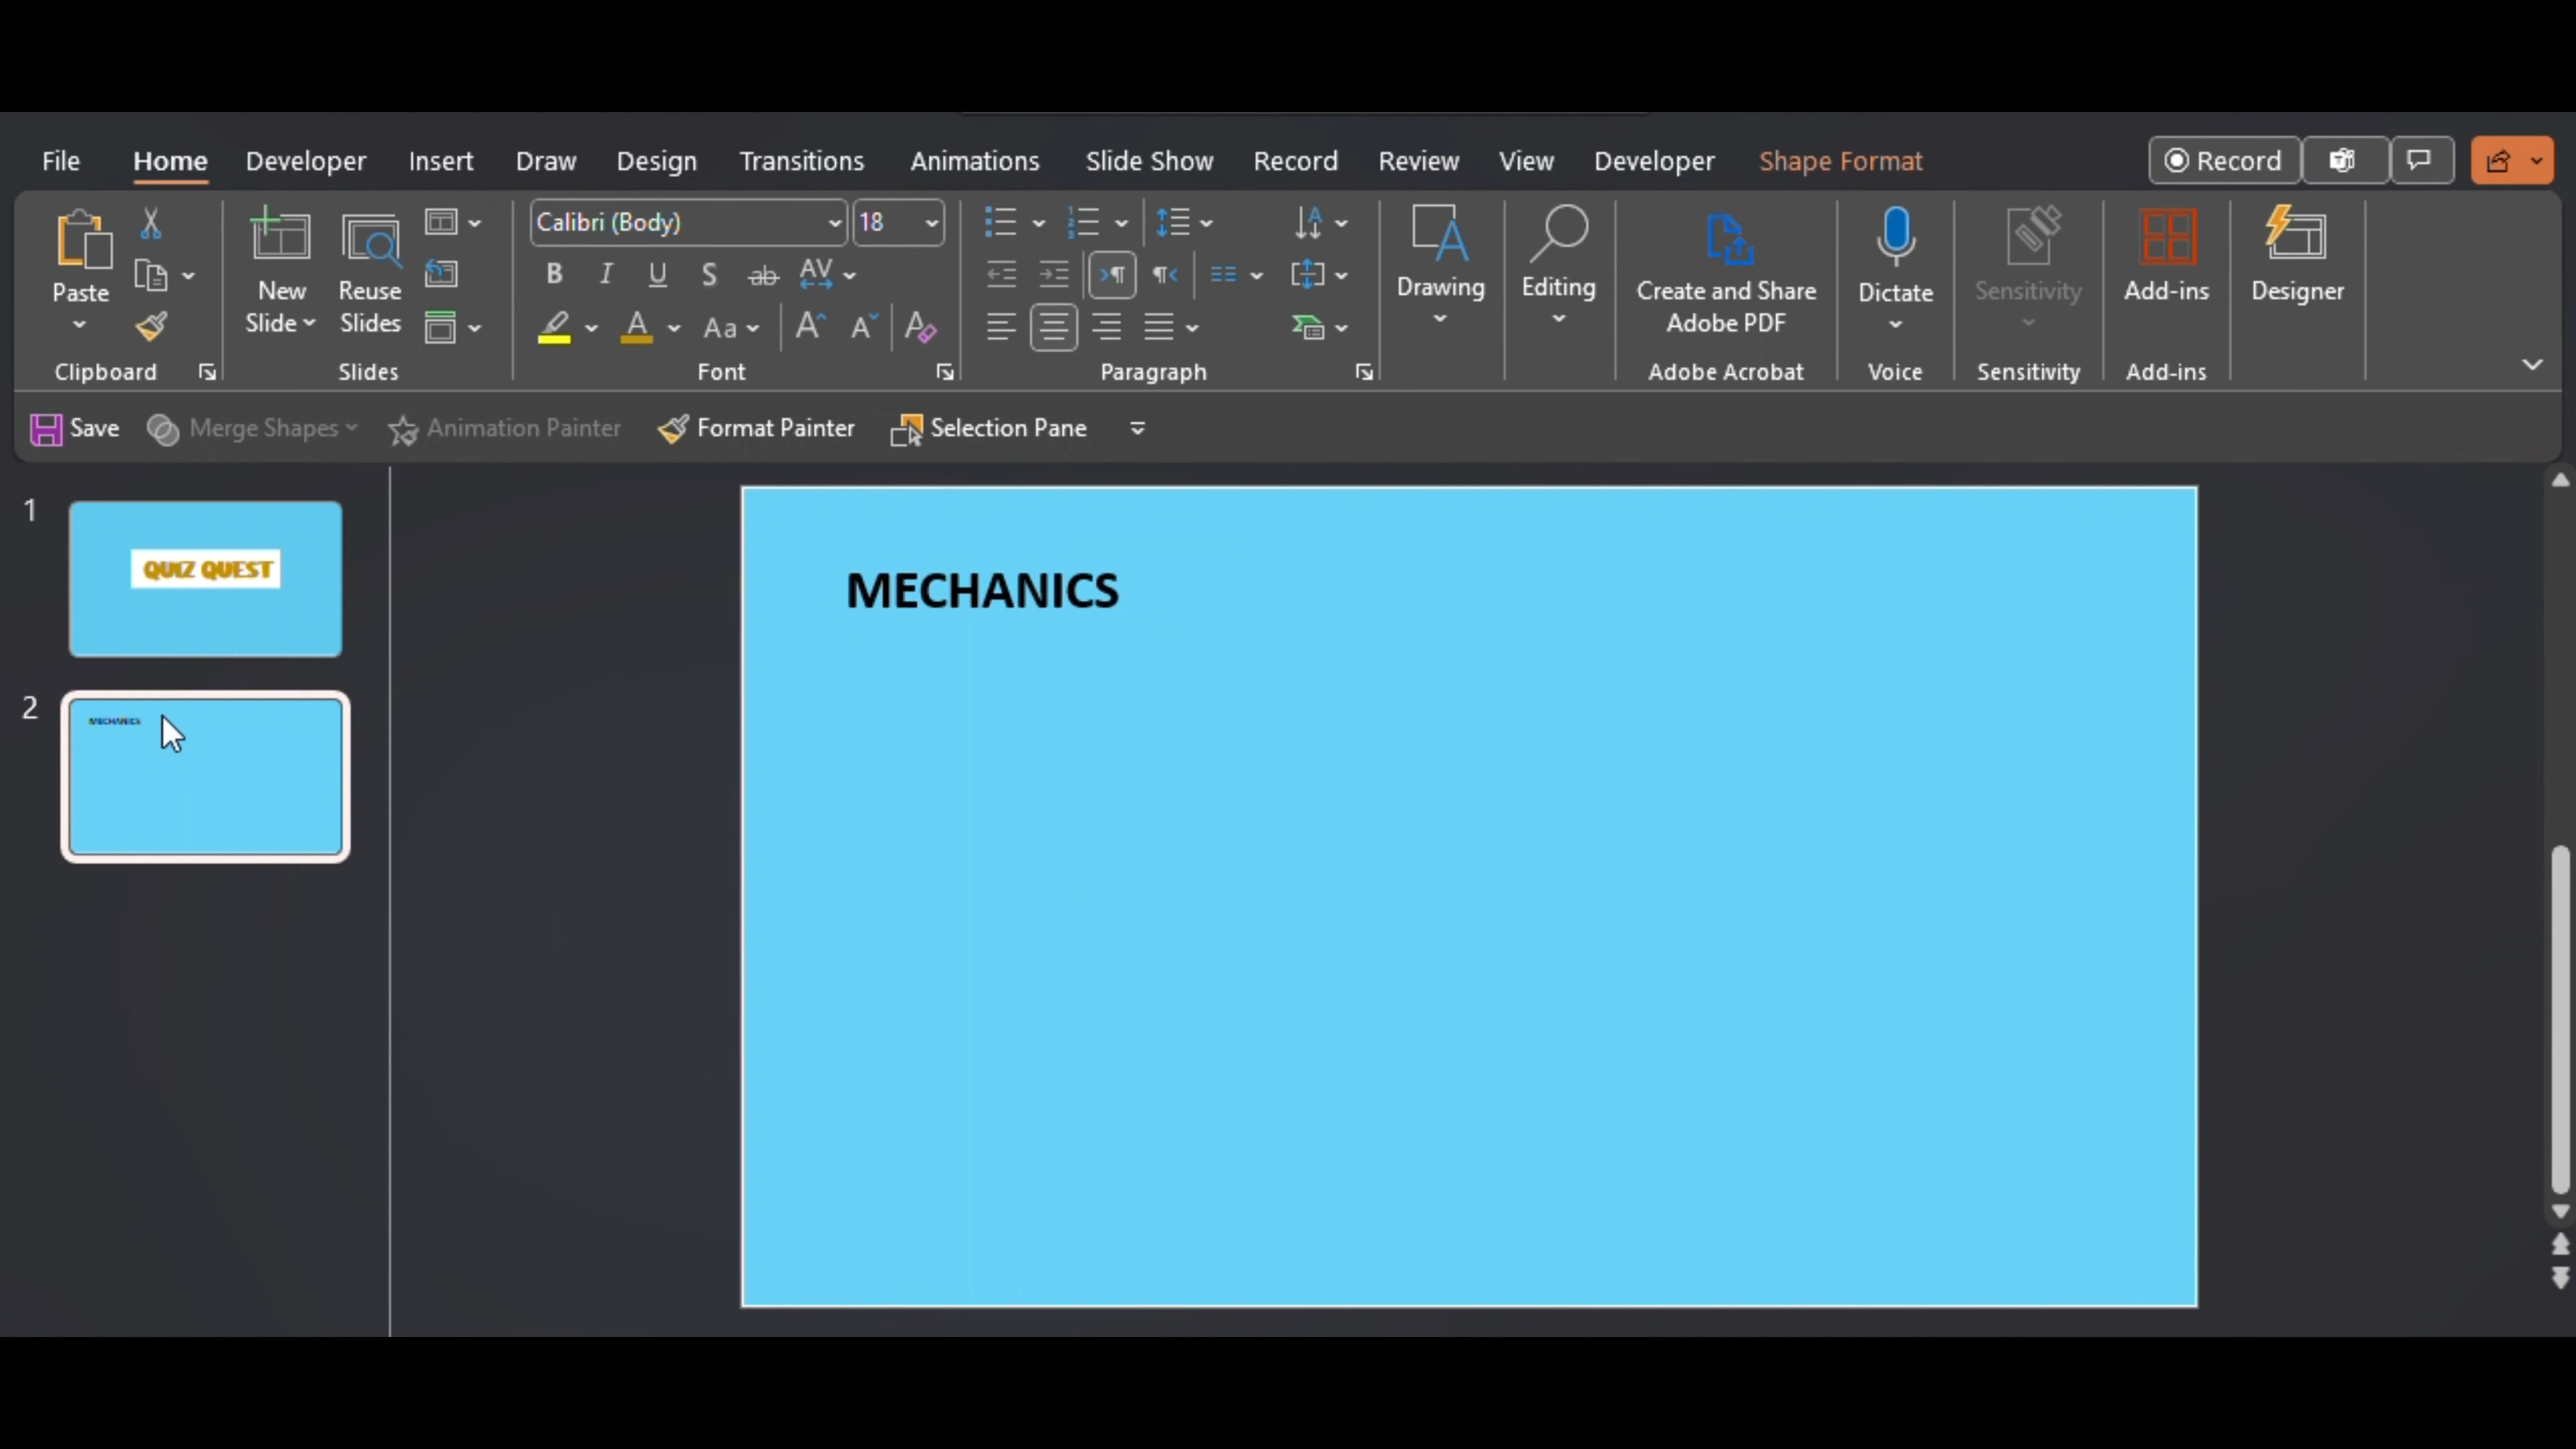 File Home Developer Insert Draw Design Transitions Animations Slide Show Record Review View Developer Shape Format Record
Calibri (Body) 18
Paste New Slide Reuse Slides B I U S ab AV Aa A A A Drawing Editing Create and Share Adobe PDF Dictate Sensitivity Add-ins Designer
Clipboard Slides Font Paragraph Adobe Acrobat Voice Sensitivity Add-ins
Save Merge Shapes Animation Painter Format Painter Selection Pane
1
QUIZ QUEST
2
MECHANICS
MECHANICS